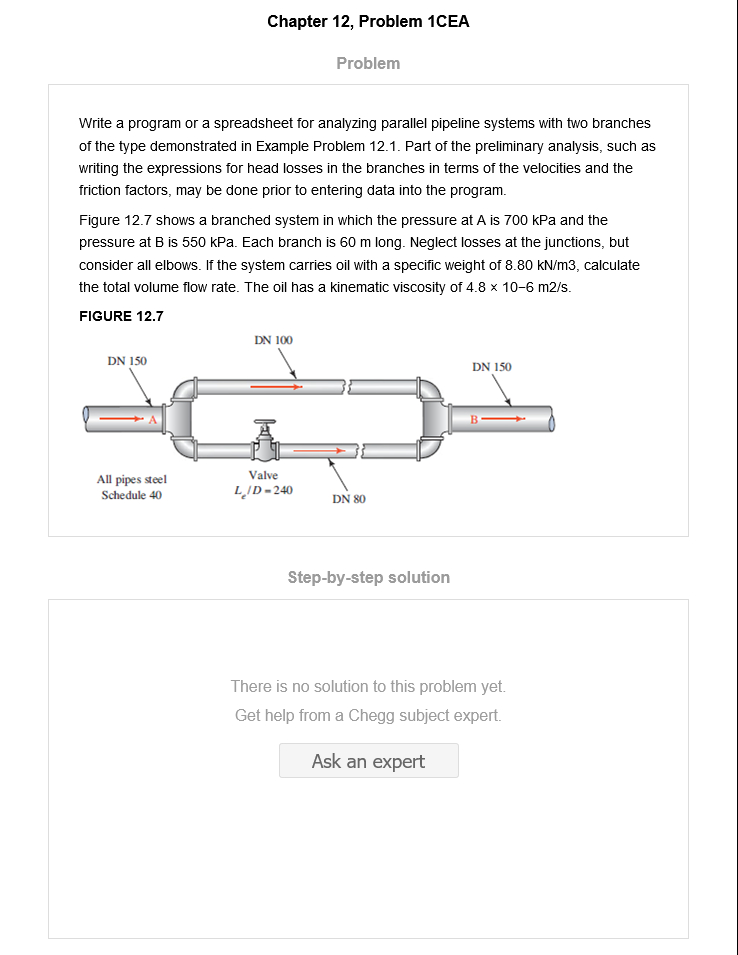 Chapter 12, Problem 1CEA
Problem
Write a program or a spreadsheet for analyzing parallel pipeline systems with two branches
of the type demonstrated in Example Problem 12.1. Part of the preliminary analysis, such as
writing the expressions for head losses in the branches in terms of the velocities and the
friction factors, may be done prior to entering data into the program.
Figure 12.7 shows a branched system in which the pressure at A is 700 kPa and the
pressure at B is 550 kPa. Each branch is 60 m long. Neglect losses at the junctions, but
consider all elbows. If the system carries oil with a specific weight of 8.80 kN/m3, calculate
the total volume flow rate. The oil has a kinematic viscosity of 4.8 × 10−6 m2/s.
FIGURE 12.7
DN 100
DN 150
DN 150
A
B
All pipes steel
Schedule 40
Valve
Lₑ/D = 240
DN 80
Step-by-step solution
There is no solution to this problem yet.
Get help from a Chegg subject expert.
Ask an expert